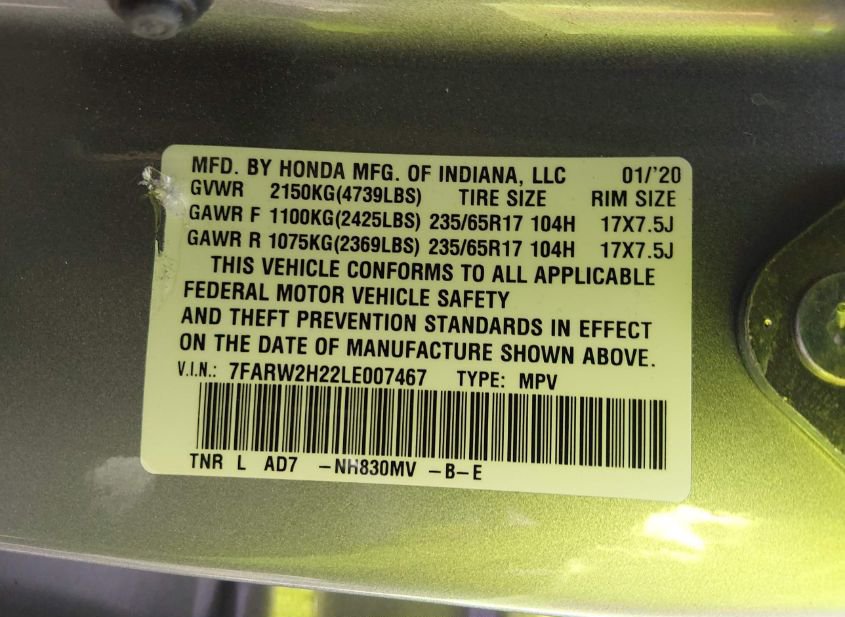 MFD. BY HONDA MFG. OF INDIANA, LLC 01/'20
GVWR 2150KG(4739LBS) TIRE SIZE RIM SIZE
GAWR F 1100KG(2425LBS) 235/65R17 104H 17X7.5J
GAWR R 1075KG(2369LBS) 235/65R17 104H 17X7.5J
THIS VEHICLE CONFORMS TO ALL APPLICABLE
FEDERAL MOTOR VEHICLE SAFETY
AND THEFT PREVENTION STANDARDS IN EFFECT
ON THE DATE OF MANUFACTURE SHOWN ABOVE.
V.I.N.: 7FARW2H22LE007467 TYPE: MPV
TNR L AD7 -NH830MV -B-E